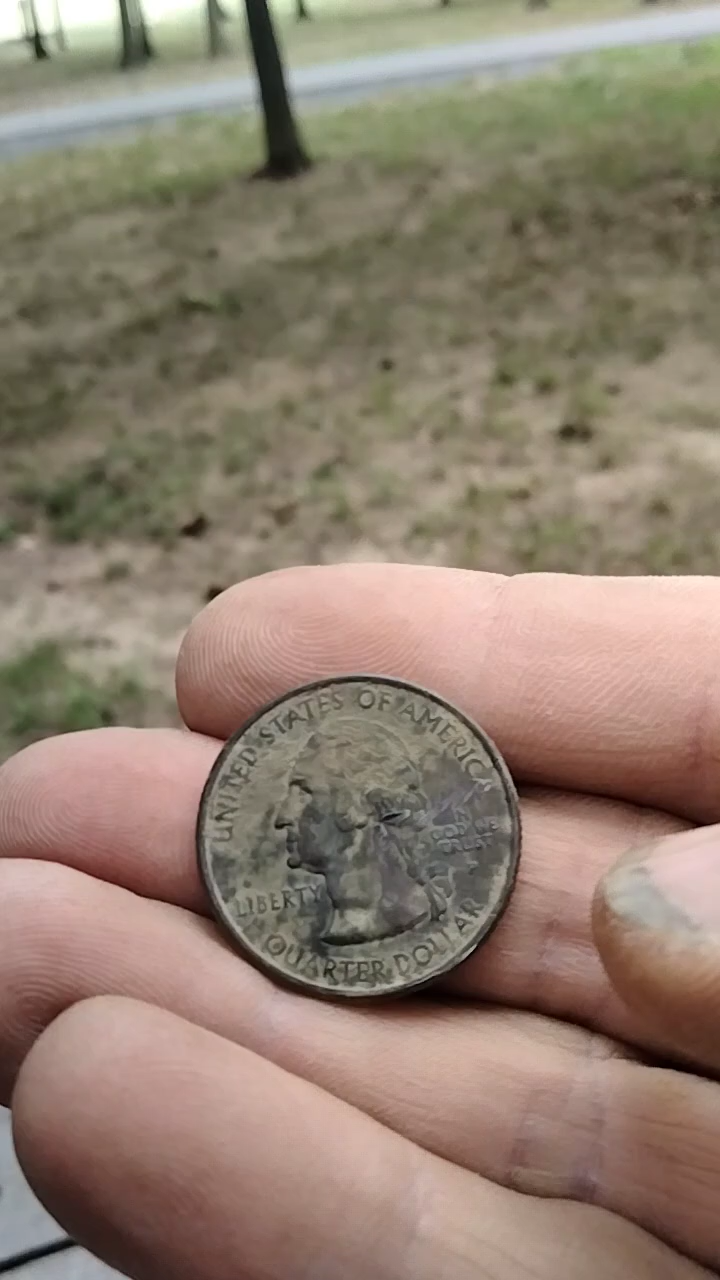 UNITED STATES OF AMERICA
LIBERTY
IN
GOD WE
TRUST
QUARTER DOLLAR